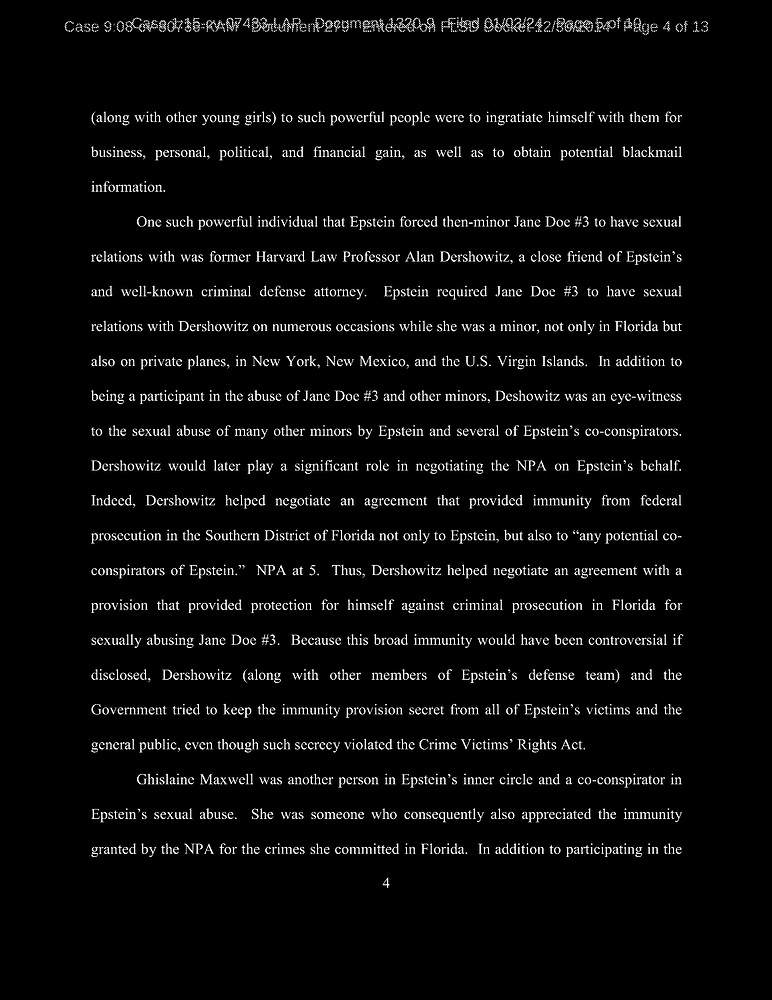 Case 9:08-cv-80736-KAM Document 279 Entered on FLSD Docket 12/30/2014 Page 4 of 13
Case 1:15-cv-07433-LAP Document 1320-9 Filed 01/03/24 Page 5 of 10
(along with other young girls) to such powerful people were to ingratiate himself with them for
business, personal, political, and financial gain, as well as to obtain potential blackmail
information.
One such powerful individual that Epstein forced then-minor Jane Doe #3 to have sexual
relations with was former Harvard Law Professor Alan Dershowitz, a close friend of Epstein's
and well-known criminal defense attorney. Epstein required Jane Doe #3 to have sexual
relations with Dershowitz on numerous occasions while she was a minor, not only in Florida but
also on private planes, in New York, New Mexico, and the U.S. Virgin Islands. In addition to
being a participant in the abuse of Jane Doe #3 and other minors, Deshowitz was an eye-witness
to the sexual abuse of many other minors by Epstein and several of Epstein's co-conspirators.
Dershowitz would later play a significant role in negotiating the NPA on Epstein's behalf.
Indeed, Dershowitz helped negotiate an agreement that provided immunity from federal
prosecution in the Southern District of Florida not only to Epstein, but also to “any potential co-
conspirators of Epstein.” NPA at 5. Thus, Dershowitz helped negotiate an agreement with a
provision that provided protection for himself against criminal prosecution in Florida for
sexually abusing Jane Doe #3. Because this broad immunity would have been controversial if
disclosed, Dershowitz (along with other members of Epstein's defense team) and the
Government tried to keep the immunity provision secret from all of Epstein's victims and the
general public, even though such secrecy violated the Crime Victims' Rights Act.
Ghislaine Maxwell was another person in Epstein's inner circle and a co-conspirator in
Epstein's sexual abuse. She was someone who consequently also appreciated the immunity
granted by the NPA for the crimes she committed in Florida. In addition to participating in the
4